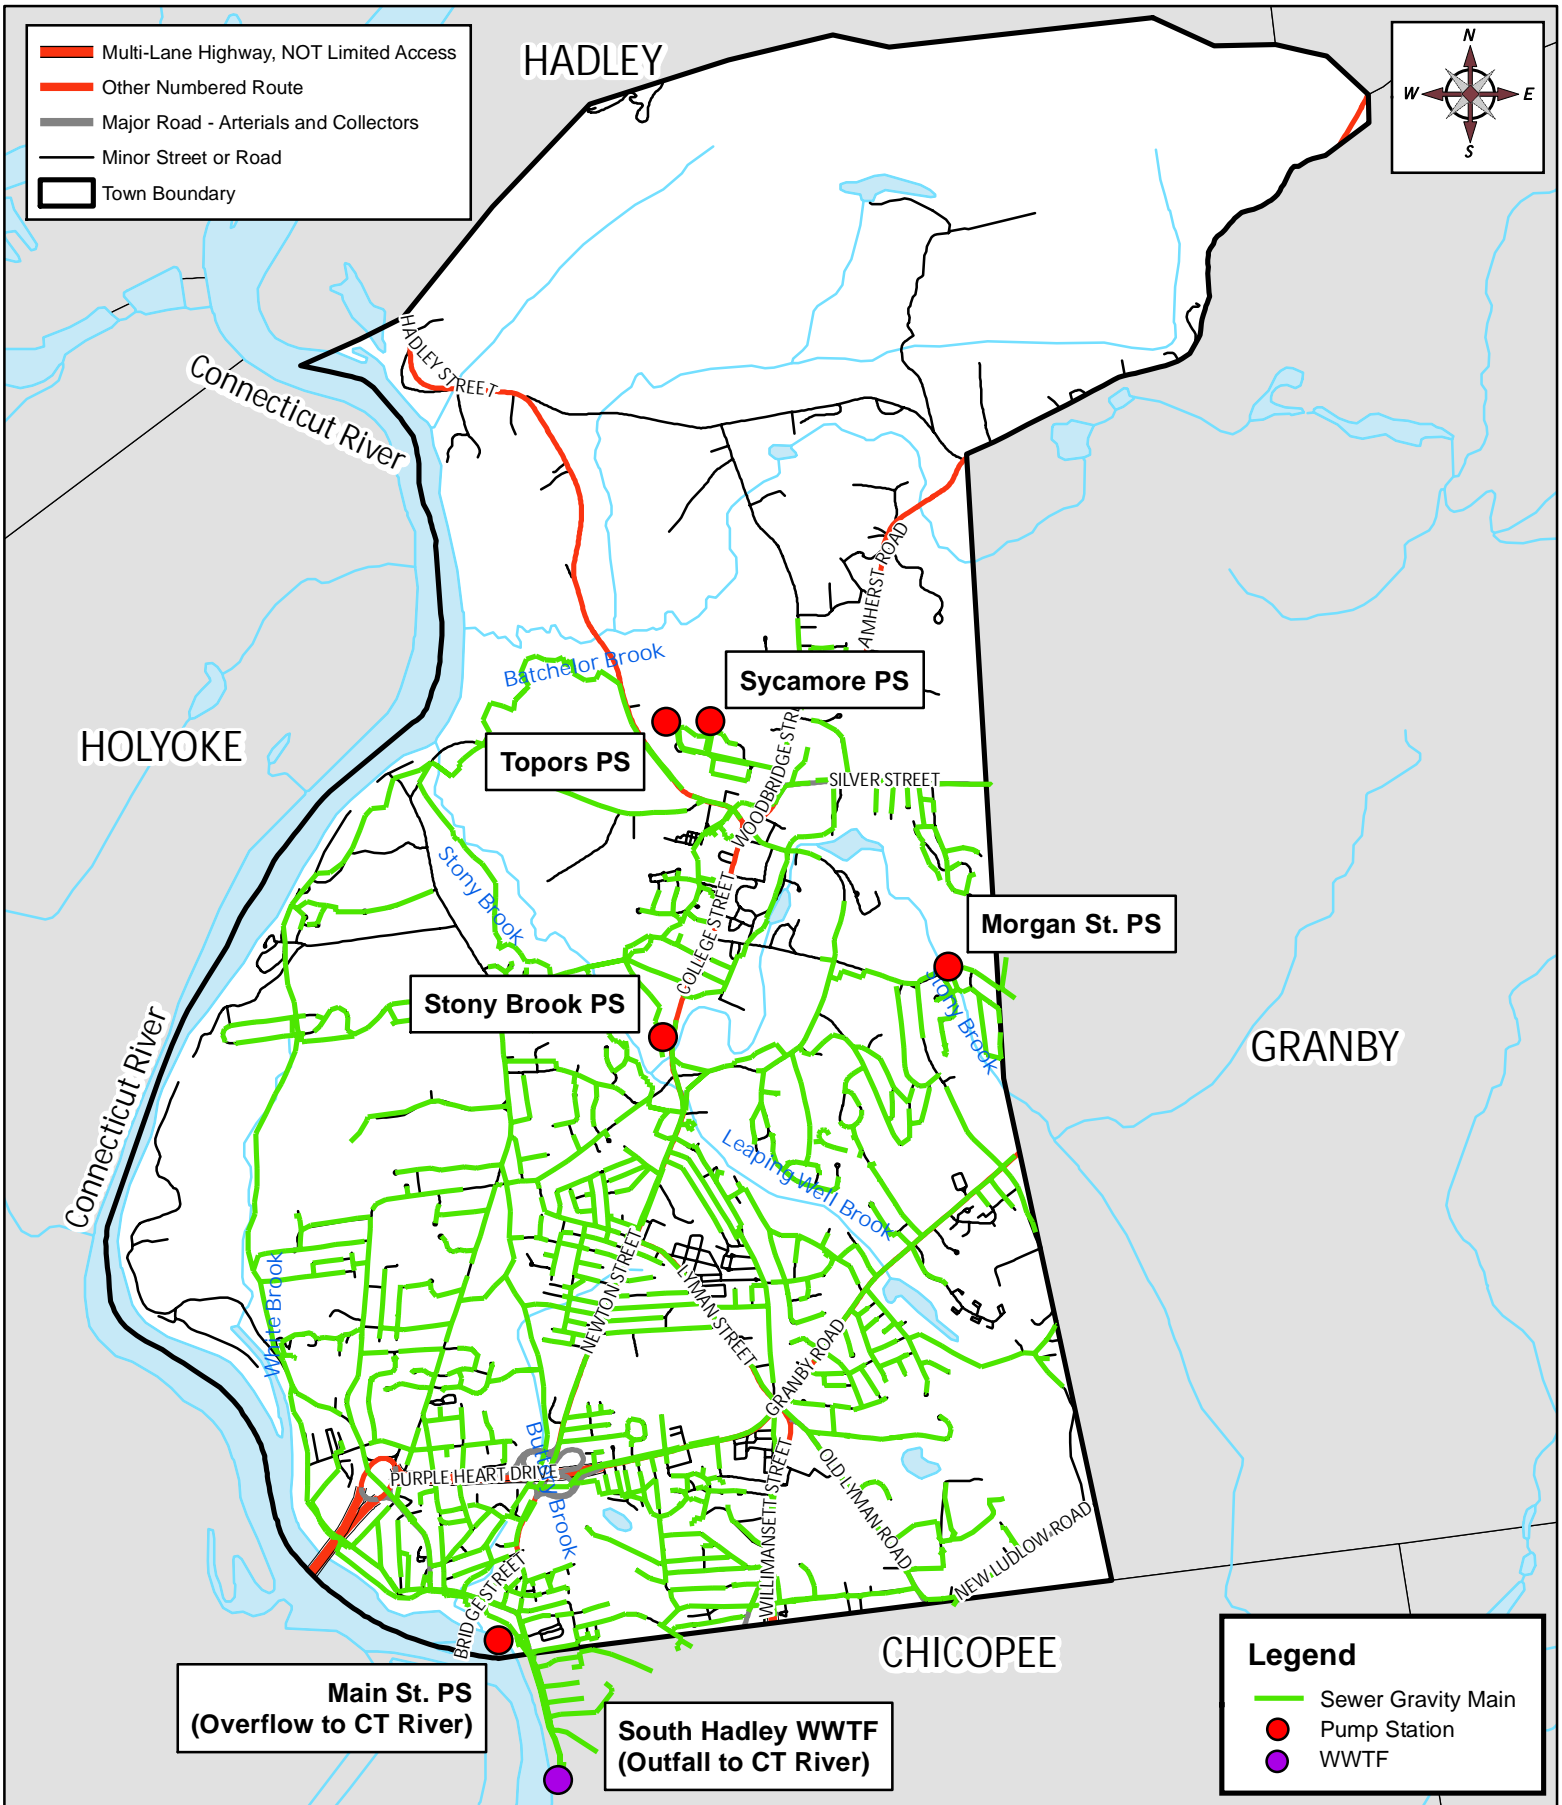 Multi-Lane Highway, NOT Limited Access
Other Numbered Route
Major Road - Arterials and Collectors
Minor Street or Road
Town Boundary
HADLEY
N
W
E
S
HADLEY STREET
Connecticut River
AMHERST ROAD
Batchelor Brook
Sycamore PS
HOLYOKE
Topors PS
WOODBRIDGE STRE
SILVER STREET
Stony Brook
COLLEGE STREET
Morgan St. PS
Stony Brook PS
Stony Brook
GRANBY
Connecticut River
Leaping Well Brook
White Brook
NEWTON STREET
LYMAN STREET
GRANBY ROAD
Buttery Brook
PURPLE HEART DRIVE
WILLIMANSETT STREET
OLD LYMAN ROAD
NEW LUDLOW ROAD
BRIDGE STREET
CHICOPEE
Main St. PS
(Overflow to CT River)
South Hadley WWTF
(Outfall to CT River)
Legend
Sewer Gravity Main
Pump Station
WWTF